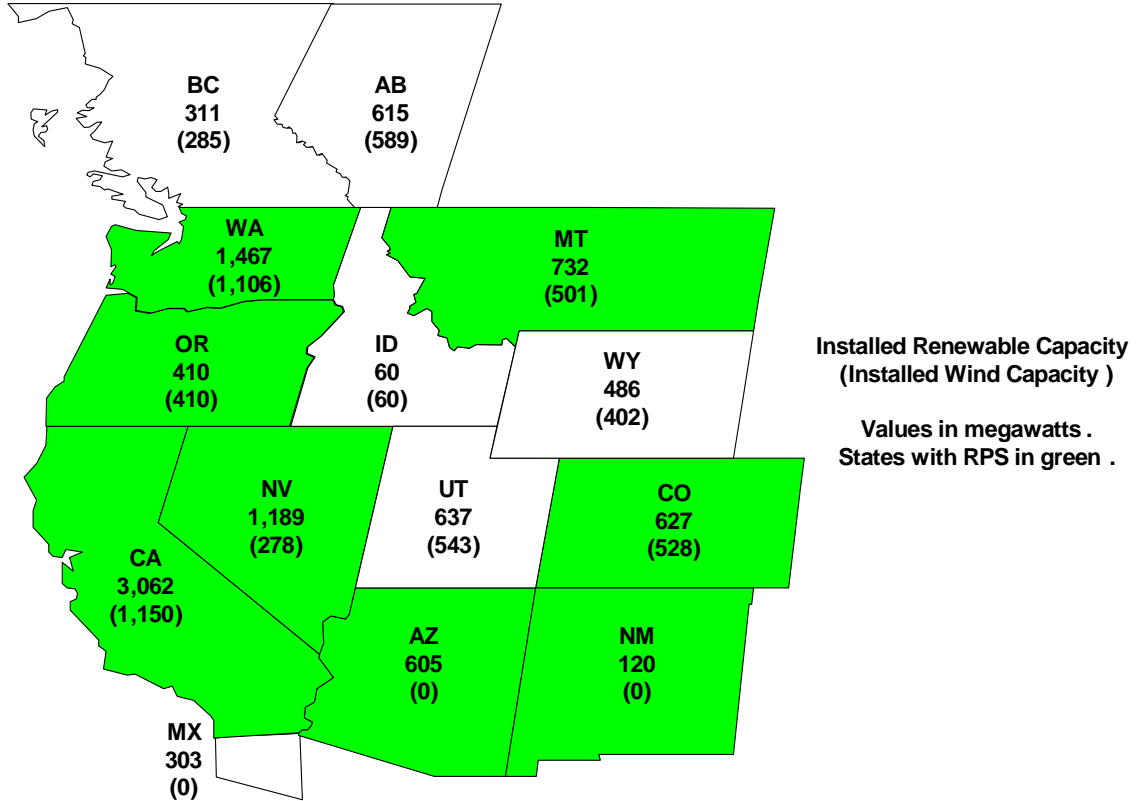 BC
311
(285)
AB
615
(589)
WA
1,467
(1,106)
MT
732
(501)
OR
410
(410)
ID
60
(60)
WY
486
(402)
Installed Renewable Capacity
(Installed Wind Capacity )
Values in megawatts .
States with RPS in green .
NV
1,189
(278)
UT
637
(543)
CO
627
(528)
CA
3,062
(1,150)
AZ
605
(0)
NM
120
(0)
MX
303
(0)